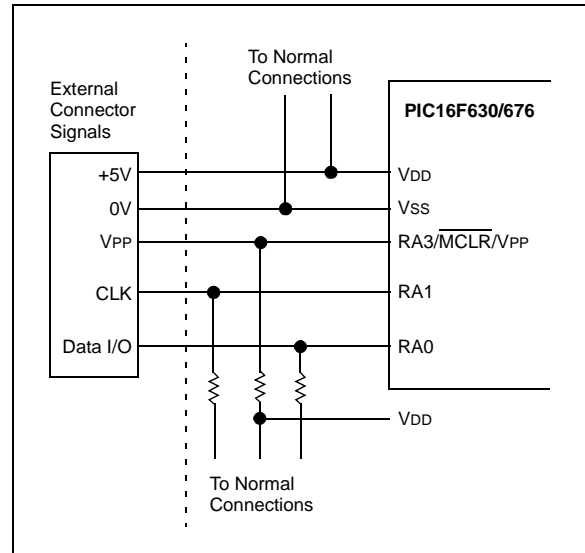 To Normal
Connections
External
Connector
Signals
PIC16F630/676
+5V
VDD
0V
VSS
VPP
RA3/MCLR/VPP
CLK
RA1
Data I/O
RA0
VDD
To Normal
Connections